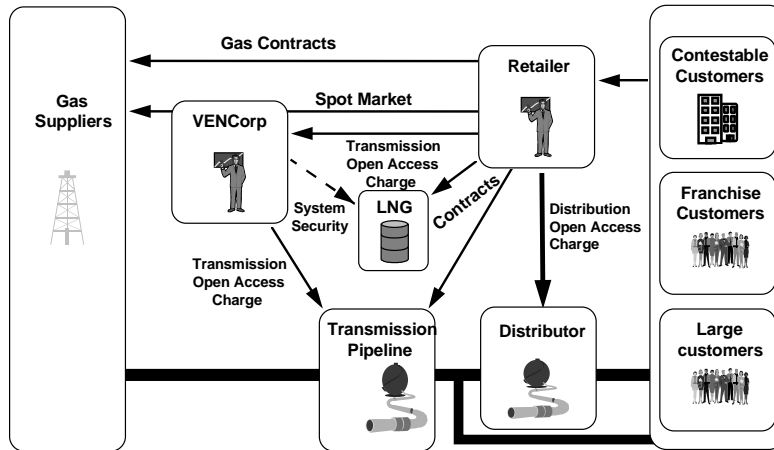 Gas Contracts
Retailer
Contestable
Customers
Gas
Suppliers
Spot Market
VENCorp
Transmission
Open Access
Charge
LNG
Contracts
System
Security
Franchise
Customers
Distribution
Open Access
Charge
Transmission
Open Access
Charge
Transmission
Pipeline
Distributor
Large
customers